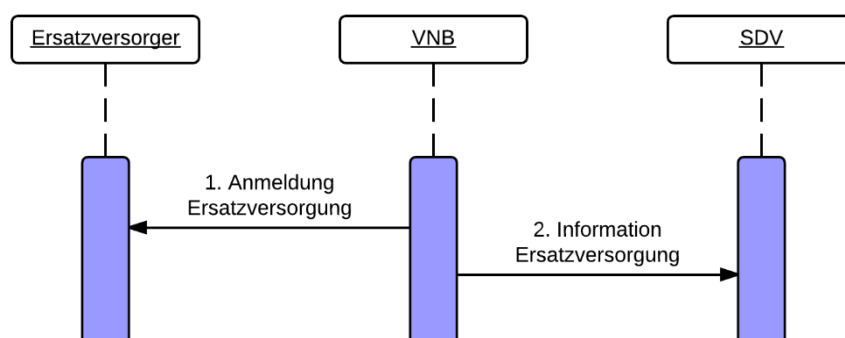 Ersatzversorger
VNB
SDV
1. Anmeldung
Ersatzversorgung
2. Information
Ersatzversorgung